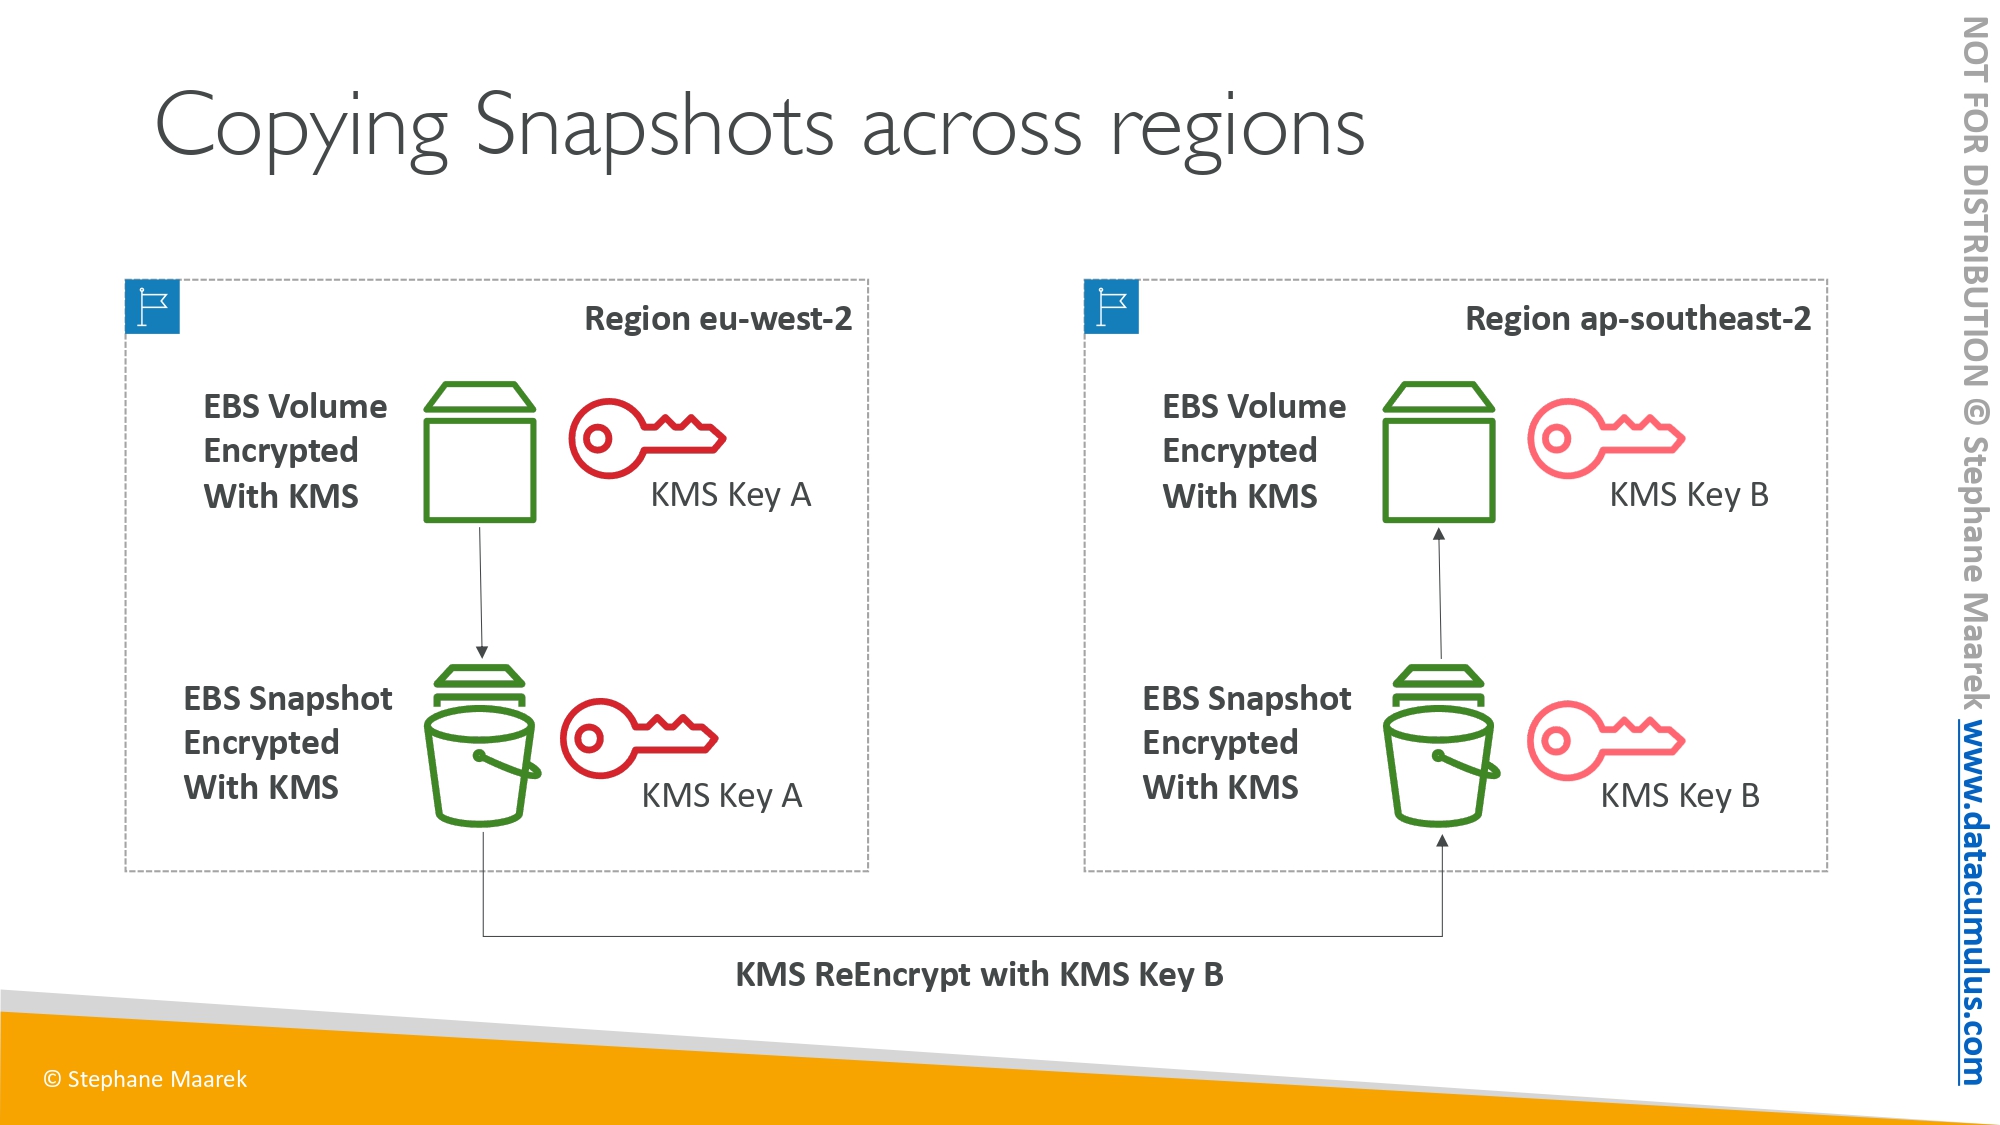 Copying Snapshots across regions
Region eu-west-2
EBS Volume
Encrypted
With KMS
KMS Key A
EBS Snapshot
Encrypted
With KMS
KMS Key A
Region ap-southeast-2
EBS Volume
Encrypted
With KMS
KMS Key B
EBS Snapshot
Encrypted
With KMS
KMS Key B
KMS ReEncrypt with KMS Key B
© Stephane Maarek
NOT FOR DISTRIBUTION © Stephane Maarek www.datacumulus.com